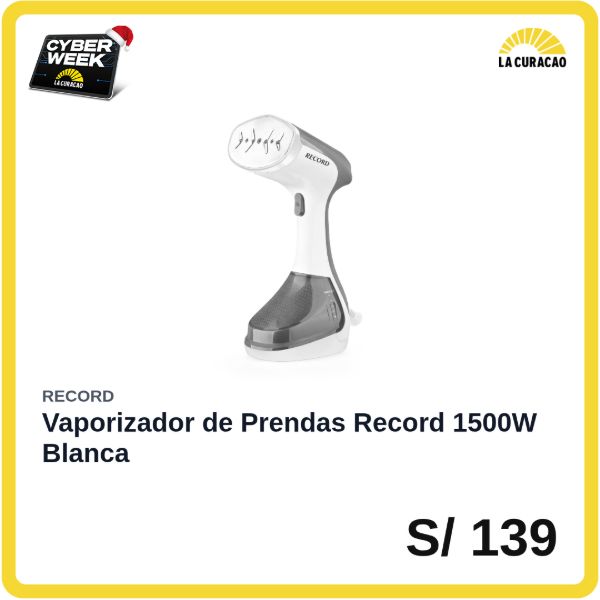 CYBER
WEEK
LA CURACAO
LA CURACAO
RECORD
RECORD
Vaporizador de Prendas Record 1500W
Blanca
S/ 139